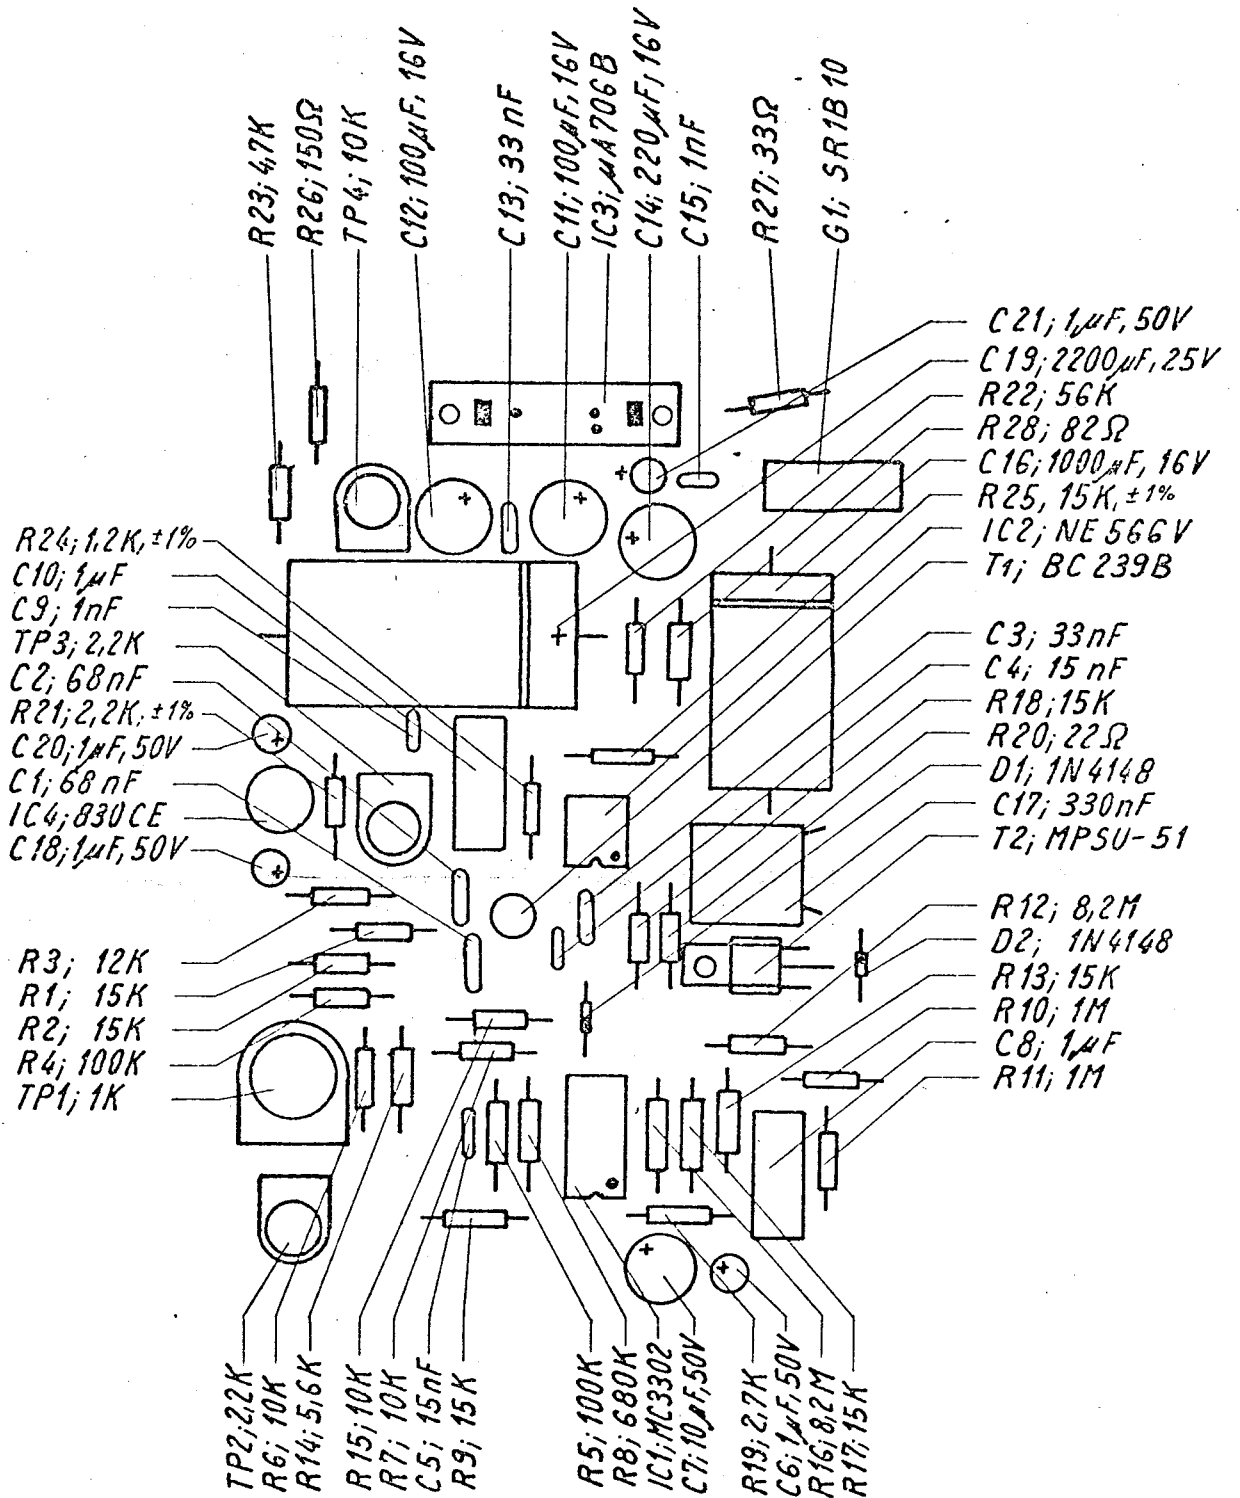 R23; 4,7K
R26; 150Ω
TP4; 10K
C12; 100µF, 16V
C13; 33nF
C11; 100µF, 16V
IC3; µA706B
C14; 220µF, 16V
C15; 1nF
R27; 33Ω
G1; SR1B10
C21; 1µF, 50V
C19; 2200µF, 25V
R22; 56K
R28; 82Ω
C16; 1000µF, 16V
R25, 15K, ±1%
IC2; NE566V
T1; BC239B
R24; 1,2K, ±1%
C10; 1µF
C9; 1nF
TP3; 2,2K
C2; 68nF
R21; 2,2K, ±1%
C20; 1µF, 50V
C1; 68nF
IC4; 830CE
C18; 1µF, 50V
C3; 33nF
C4; 15nF
R18; 15K
R20; 22Ω
D1; 1N4148
C17; 330nF
T2; MPSU-51
R3; 12K
R1; 15K
R2; 15K
R4; 100K
TP1; 1K
R12; 8,2M
D2; 1N4148
R13; 15K
R10; 1M
C8; 1µF
R11; 1M
TP2; 2,2K
R6; 10K
R14; 5,6K
R15; 10K
R7; 10K
C5; 15nF
R9; 15K
R5; 100K
R8; 680K
IC1; MC3302
C7; 10µF, 50V
R19; 2,7K
C6; 1µF, 50V
R16; 8,2M
R17; 15K